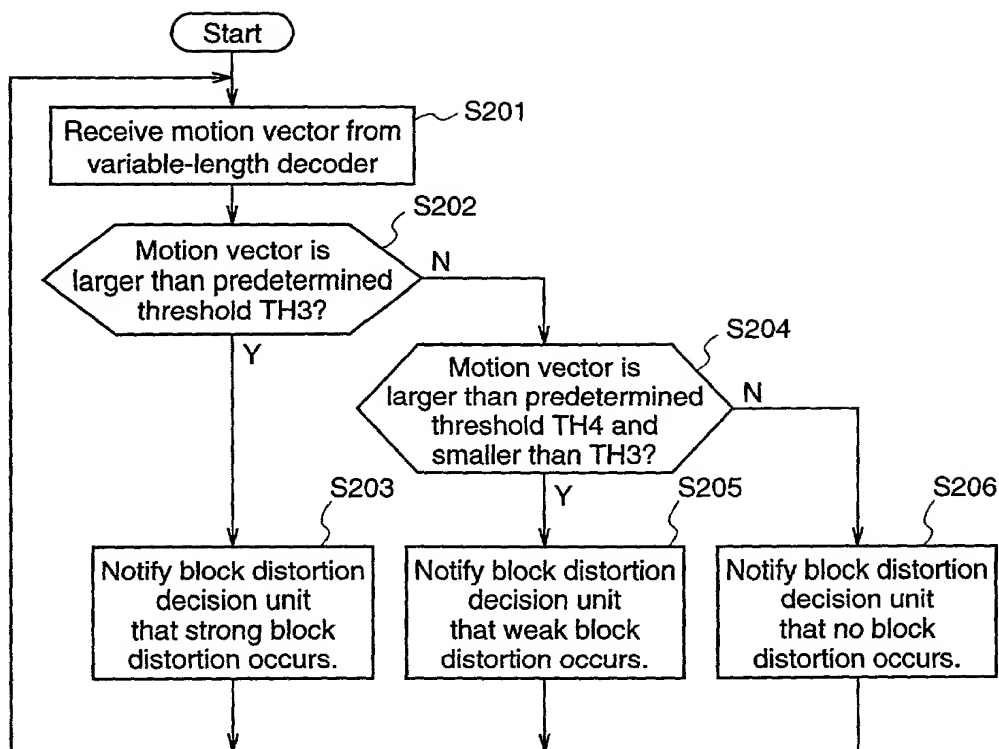 Start
S201
Receive motion vector from
variable-length decoder
S202
Motion vector is
larger than predetermined
threshold TH3?
N
Y
S204
Motion vector is
larger than predetermined
threshold TH4 and
smaller than TH3?
N
Y
S203
Notify block distortion
decision unit
that strong block
distortion occurs.
S205
Notify block distortion
decision unit
that weak block
distortion occurs.
S206
Notify block distortion
decision unit
that no block
distortion occurs.